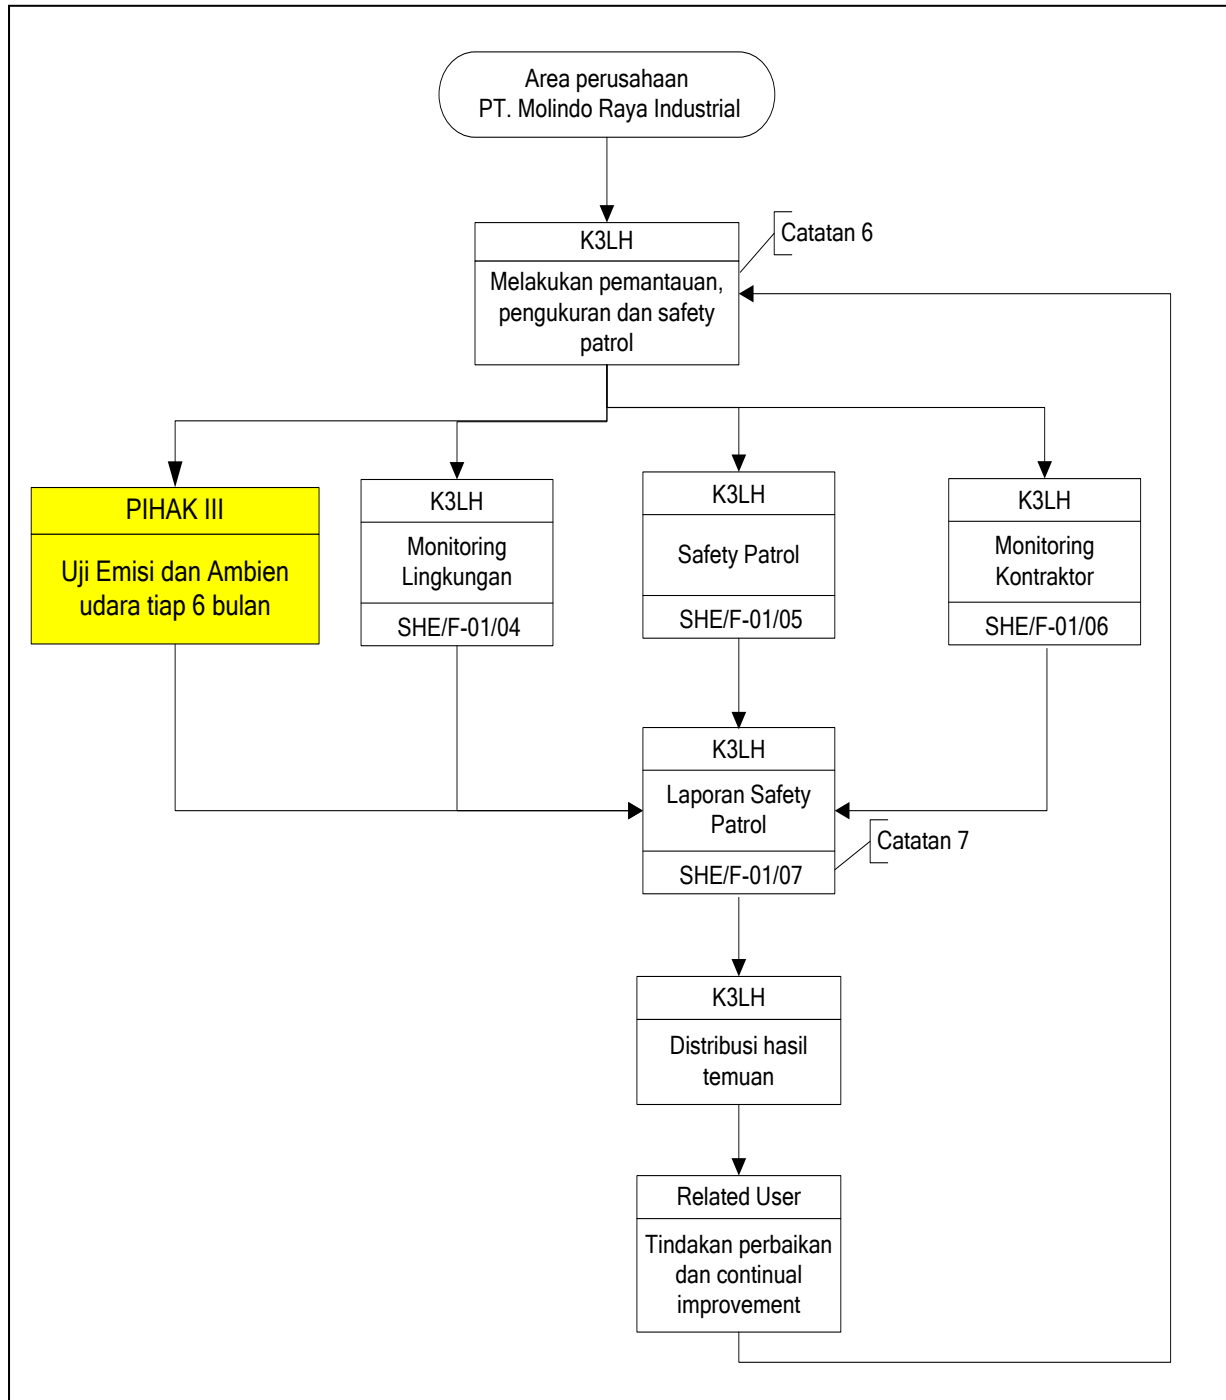 Area perusahaan
PT. Molindo Raya Industrial
K3LH
Catatan 6
Melakukan pemantauan,
pengukuran dan safety
patrol
PIHAK III
Uji Emisi dan Ambien
udara tiap 6 bulan
K3LH
Monitoring
Lingkungan
SHE/F-01/04
K3LH
Safety Patrol
SHE/F-01/05
K3LH
Monitoring
Kontraktor
SHE/F-01/06
K3LH
Laporan Safety
Patrol
Catatan 7
SHE/F-01/07
K3LH
Distribusi hasil
temuan
Related User
Tindakan perbaikan
dan continual
improvement